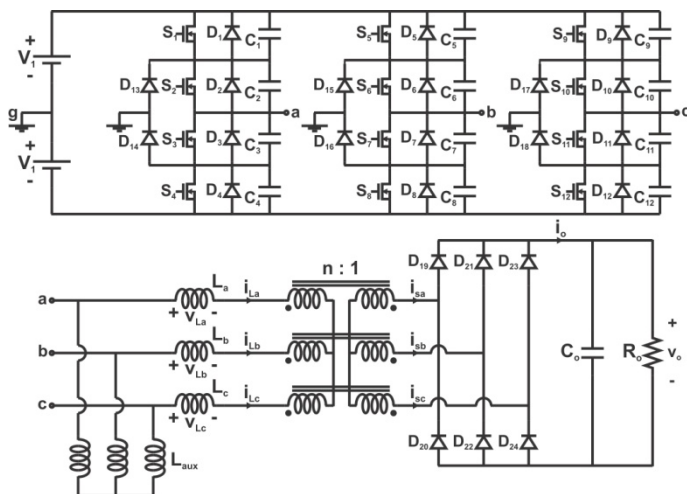 S1 D1 C1 S5 D5 C5 S9 D9 C9
+ V1 -
D13 S2 D2 C2 D15 S6 D6 C6 D17 S10 D10 C10
g a b c
D14 S3 D3 C3 D16 S7 D7 C7 D18 S11 D11 C11
+ V1 -
S4 D4 C4 S8 D8 C8 S12 D12 C12
io
La iLa n : 1 isa D19 D21 D23
a + vLa -
Lb iLb isb Co Ro + vo -
b + vLb -
Lc iLc isc
c + vLc -
Laux D20 D22 D24